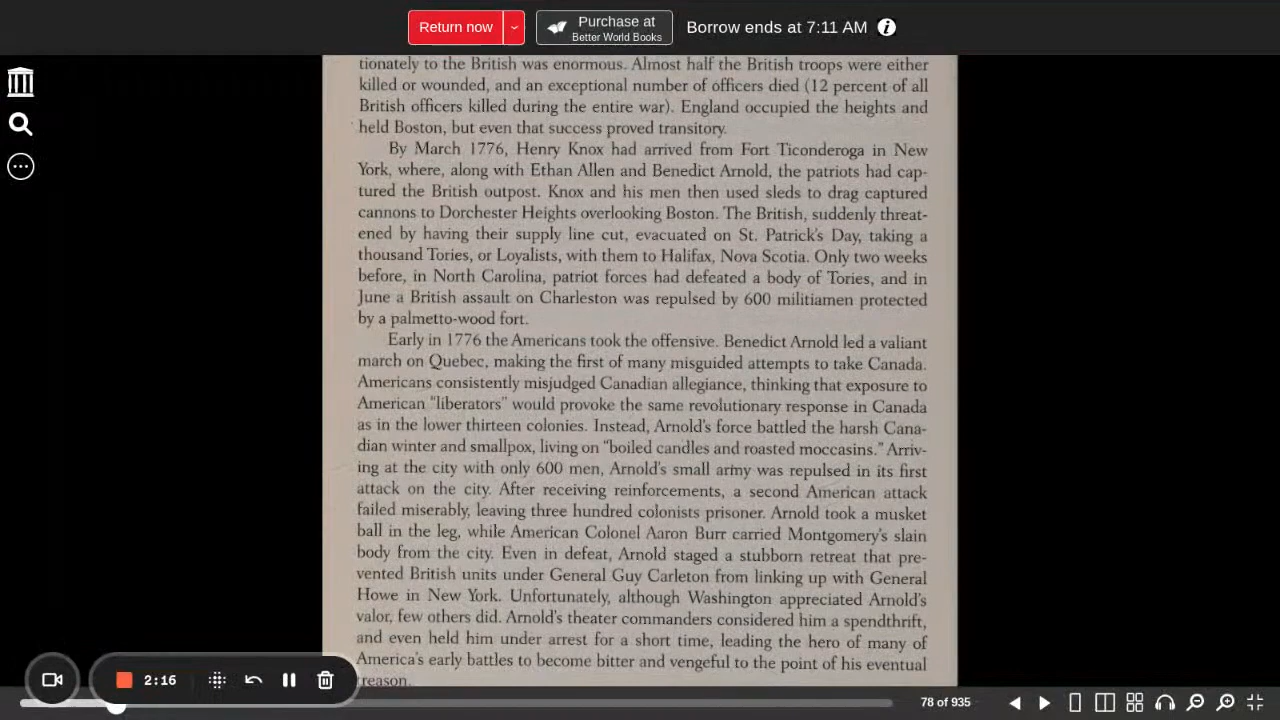 Return now
Purchase at
Better World Books
Borrow ends at 7:11 AM
tionately to the British was enormous. Almost half the British troops were either
killed or wounded, and an exceptional number of officers died (12 percent of all
British officers killed during the entire war). England occupied the heights and
held Boston, but even that success proved transitory.
By March 1776, Henry Knox had arrived from Fort Ticonderoga in New
York, where, along with Ethan Allen and Benedict Arnold, the patriots had cap-
tured the British outpost. Knox and his men then used sleds to drag captured
cannons to Dorchester Heights overlooking Boston. The British, suddenly threat-
ened by having their supply line cut, evacuated on St. Patrick's Day, taking a
thousand Tories, or Loyalists, with them to Halifax, Nova Scotia. Only two weeks
before, in North Carolina, patriot forces had defeated a body of Tories, and in
June a British assault on Charleston was repulsed by 600 militiamen protected
by a palmetto-wood fort.
Early in 1776 the Americans took the offensive. Benedict Arnold led a valiant
march on Quebec, making the first of many misguided attempts to take Canada.
Americans consistently misjudged Canadian allegiance, thinking that exposure to
American "liberators" would provoke the same revolutionary response in Canada
as in the lower thirteen colonies. Instead, Arnold's force battled the harsh Cana-
dian winter and smallpox, living on "boiled candles and roasted moccasins." Arriv-
ing at the city with only 600 men, Arnold's small army was repulsed in its first
attack on the city. After receiving reinforcements, a second American attack
failed miserably, leaving three hundred colonists prisoner. Arnold took a musket
ball in the leg, while American Colonel Aaron Burr carried Montgomery's slain
body from the city. Even in defeat, Arnold staged a stubborn retreat that pre-
vented British units under General Guy Carleton from linking up with General
Howe in New York. Unfortunately, although Washington appreciated Arnold's
valor, few others did. Arnold's theater commanders considered him a spendthrift,
and even held him under arrest for a short time, leading the hero of many of
America's early battles to become bitter and vengeful to the point of his eventual
treason.
2:16
78 of 935